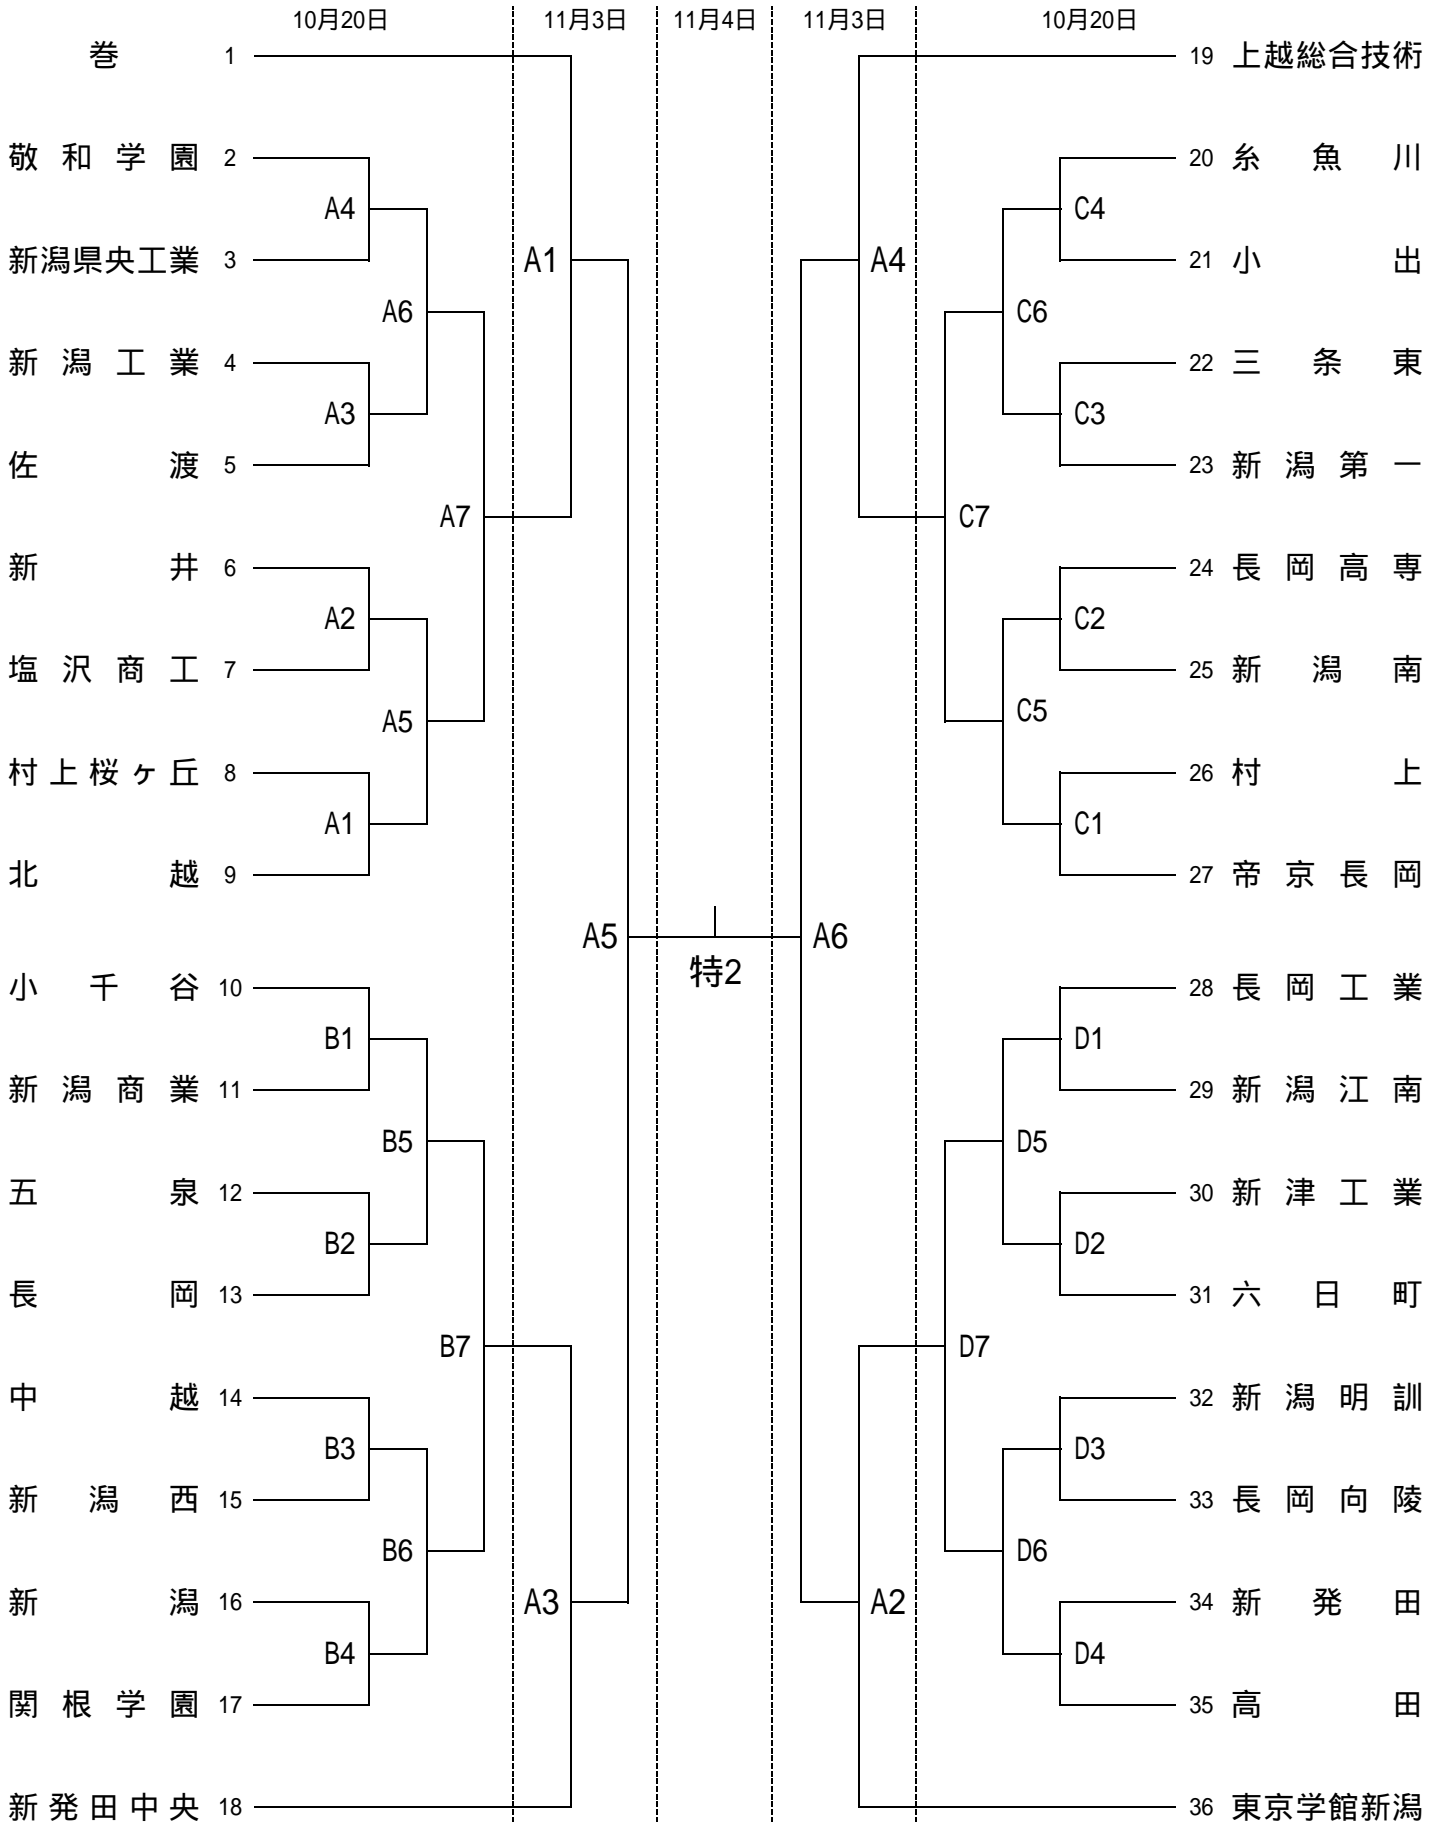 10月20日 11月3日 11月4日 11月3日 10月20日
巻 1 19 上越総合技術
敬和学園 2 20 糸魚川
A4 C4
新潟県央工業 3 A1 A4 21 小出
A6 C6
新潟工業 4 22 三条東
A3 C3
佐渡 5 23 新潟第一
A7 C7
新井 6 24 長岡高専
A2 C2
塩沢商工 7 25 新潟南
A5 C5
村上桜ヶ丘 8 26 村上
A1 C1
北越 9 27 帝京長岡
A5 A6
特2
小千谷 10 28 長岡工業
B1 D1
新潟商業 11 29 新潟江南
B5 D5
五泉 12 30 新津工業
B2 D2
長岡 13 31 六日町
B7 D7
中越 14 32 新潟明訓
B3 D3
新潟西 15 33 長岡向陵
B6 D6
新潟 16 A3 A2 34 新発田
B4 D4
関根学園 17 35 高田
新発田中央 18 36 東京学館新潟